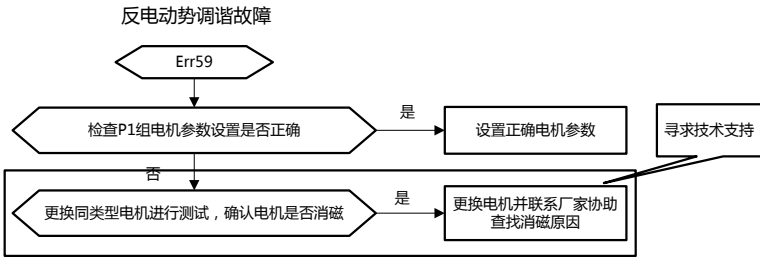 反电动势调谐故障
Err59
检查P1组电机参数设置是否正确
是
设置正确电机参数
寻求技术支持
否
更换同类型电机进行测试，确认电机是否消磁
是
更换电机并联系厂家协助
查找消磁原因